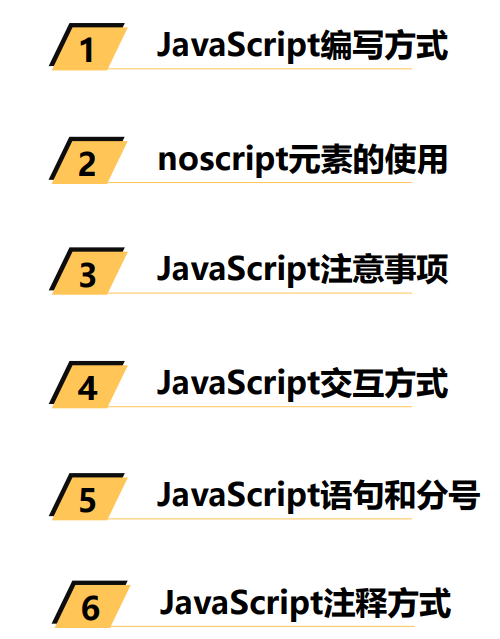 1 JavaScript编写方式
2 noscript元素的使用
3 JavaScript注意事项
4 JavaScript交互方式
5 JavaScript语句和分号
6 JavaScript注释方式